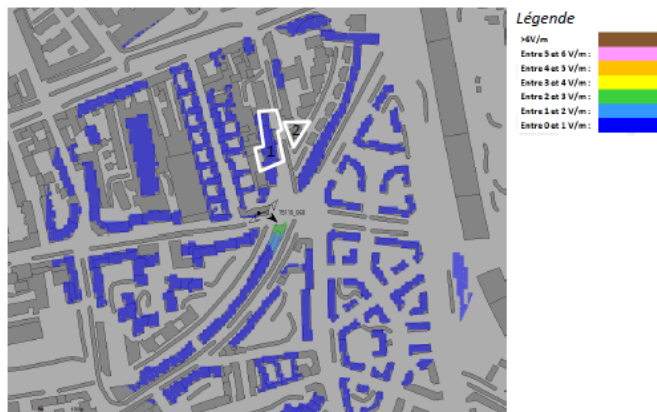 Légende
>6V/m
Entre 5 et 6 V/m :
Entre 4 et 5 V/m :
Entre 3 et 4 V/m :
Entre 2 et 3 V/m :
Entre 1 et 2 V/m :
Entre 0 et 1 V/m :
2
1